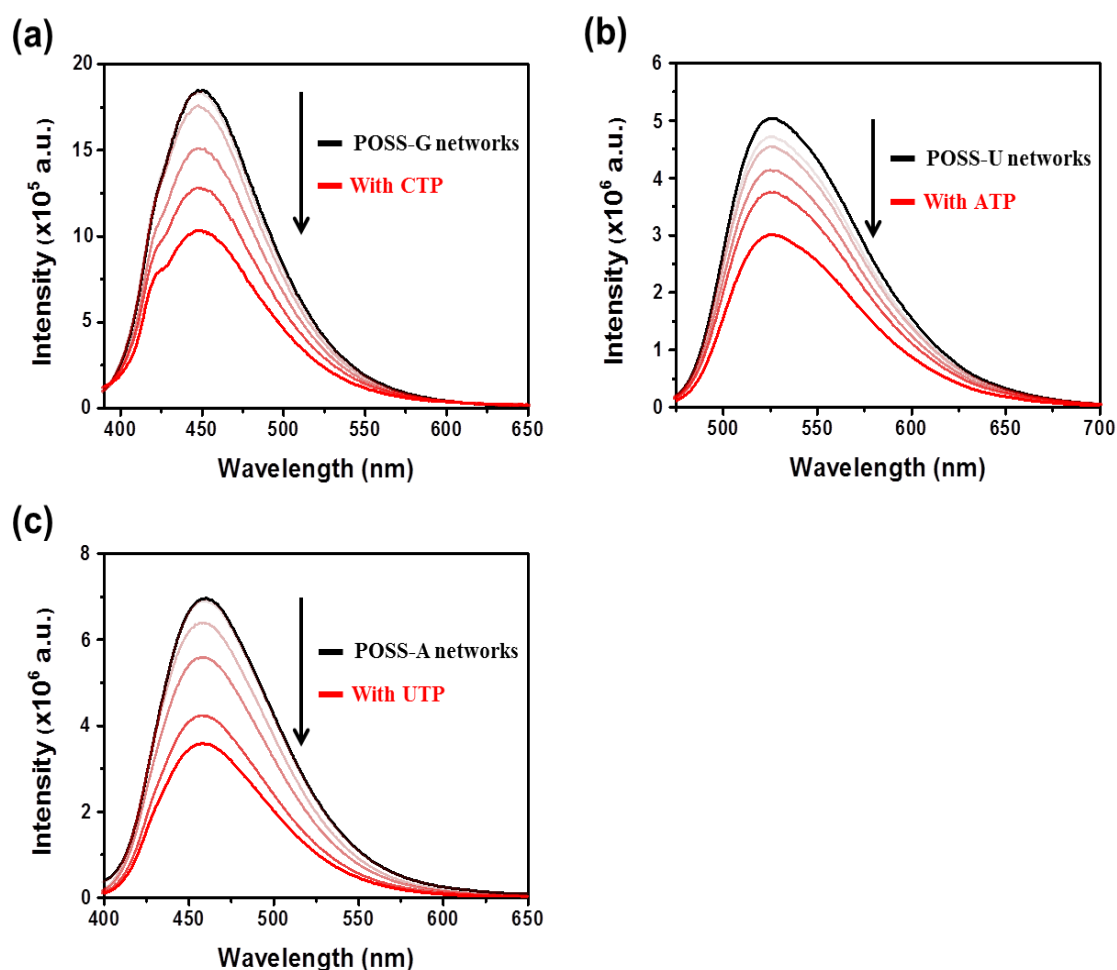 (a)
20
15
10
5
0
400 450 500 550 600 650
Intensity (x10⁵ a.u.)
Wavelength (nm)
POSS-G networks
With CTP
(b)
6
5
4
3
2
1
0
500 550 600 650 700
Intensity (x10⁶ a.u.)
Wavelength (nm)
POSS-U networks
With ATP
(c)
8
6
4
2
0
400 450 500 550 600 650
Intensity (x10⁶ a.u.)
Wavelength (nm)
POSS-A networks
With UTP